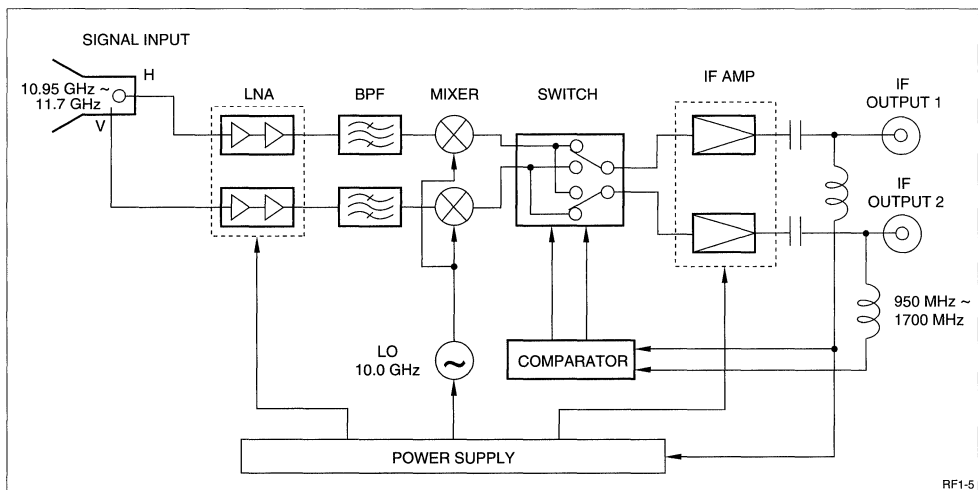 SIGNAL INPUT
10.95 GHz ~
11.7 GHz
H
V
LNA
BPF
MIXER
SWITCH
IF AMP
IF
OUTPUT 1
IF
OUTPUT 2
950 MHz ~
1700 MHz
LO
10.0 GHz
~
COMPARATOR
POWER SUPPLY
RF1-5